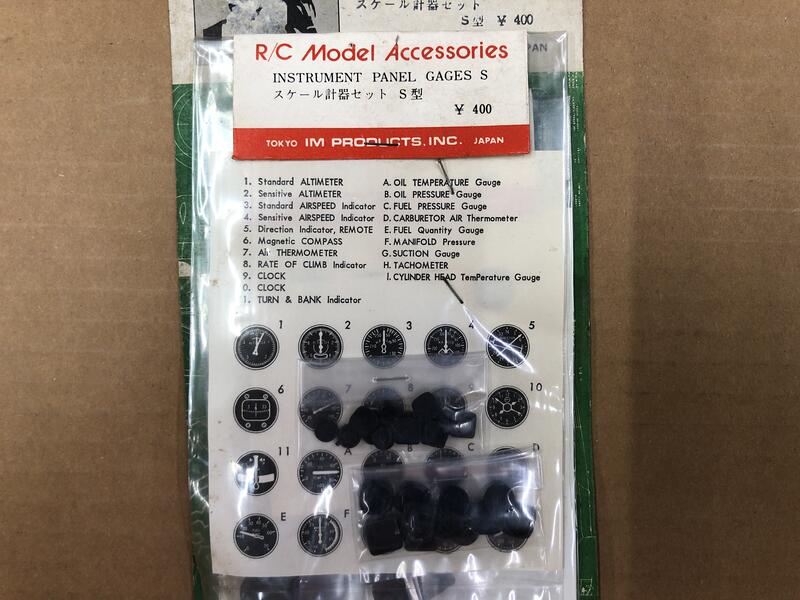 スケール計器セット
S型 ¥ 400
PAN
R/C Model Accessories
INSTRUMENT PANEL GAGES S
スケール計器セット S型
¥ 400
TOKYO IM PRODUCTS, INC. JAPAN
1. Standard ALTIMETER
2. Sensitive ALTIMETER
3. Standard AIRSPEED Indicator
4. Sensitive AIRSPEED Indicator
5. Direction Indicator, REMOTE
6. Magnetic COMPASS
7. Air THERMOMETER
8. RATE OF CLIMB Indicator
9. CLOCK
0. CLOCK
1. TURN & BANK Indicator
A. OIL TEMPERATURE Gauge
B. OIL PRESSURE Gauge
C. FUEL PRESSURE Gauge
D. CARBURETOR AIR Thermometer
E. FUEL Quantity Gauge
F. MANIFOLD Pressure
G. SUCTION Gauge
H. TACHOMETER
I. CYLINDER HEAD TemPerature Gauge
1 2 3 4 5
6 7 8 9 10
11 A B C D
E F